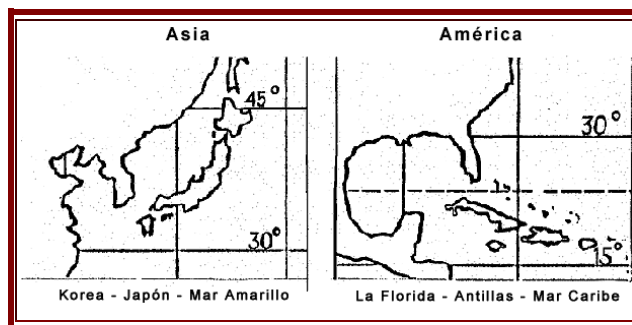 Asia
América
45°
30°
Korea - Japón - Mar Amarillo
30°
15°
La Florida - Antillas - Mar Caribe